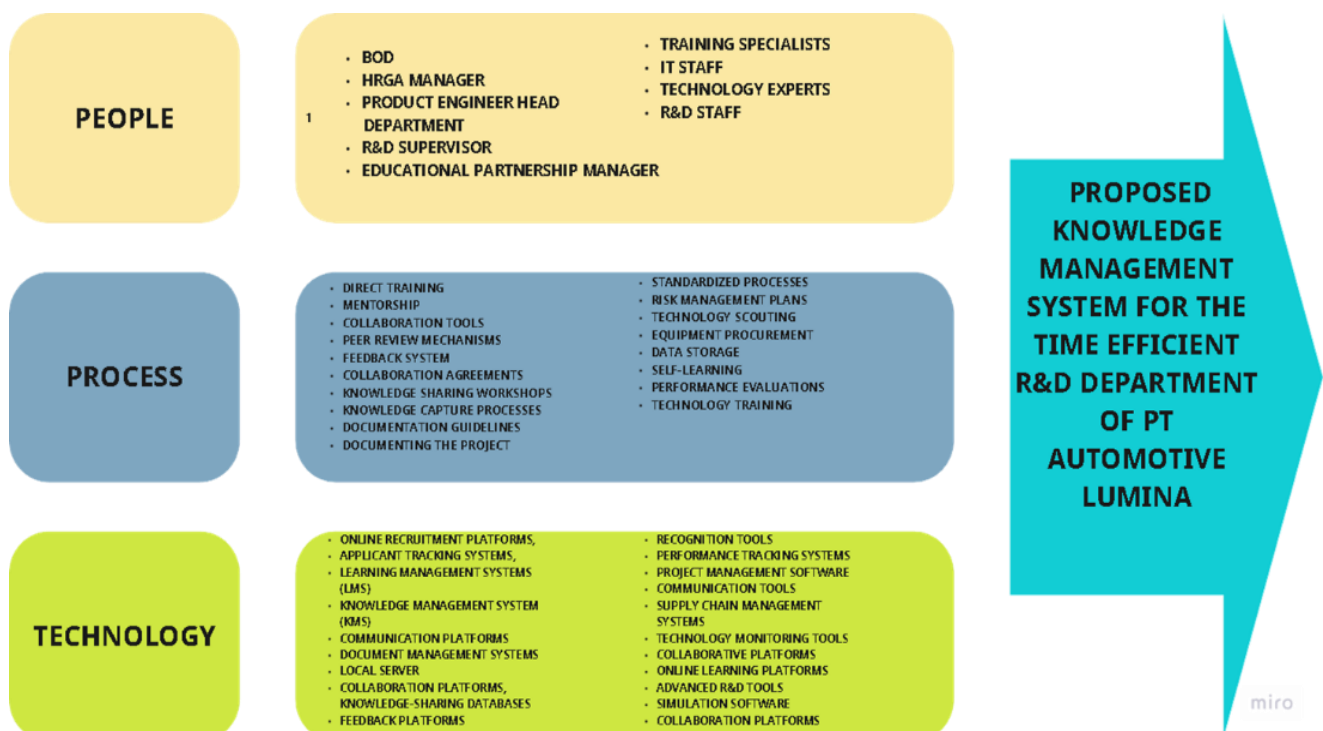 PEOPLE
1
• BOD
• HRGA MANAGER
• PRODUCT ENGINEER HEAD
DEPARTMENT
• R&D SUPERVISOR
• EDUCATIONAL PARTNERSHIP MANAGER
• TRAINING SPECIALISTS
• IT STAFF
• TECHNOLOGY EXPERTS
• R&D STAFF
PROCESS
• DIRECT TRAINING
• MENTORSHIP
• COLLABORATION TOOLS
• PEER REVIEW MECHANISMS
• FEEDBACK SYSTEM
• COLLABORATION AGREEMENTS
• KNOWLEDGE SHARING WORKSHOPS
• KNOWLEDGE CAPTURE PROCESSES
• DOCUMENTATION GUIDELINES
• DOCUMENTING THE PROJECT
• STANDARDIZED PROCESSES
• RISK MANAGEMENT PLANS
• TECHNOLOGY SCOUTING
• EQUIPMENT PROCUREMENT
• DATA STORAGE
• SELF-LEARNING
• PERFORMANCE EVALUATIONS
• TECHNOLOGY TRAINING
TECHNOLOGY
• ONLINE RECRUITMENT PLATFORMS,
• APPLICANT TRACKING SYSTEMS,
• LEARNING MANAGEMENT SYSTEMS
(LMS)
• KNOWLEDGE MANAGEMENT SYSTEM
(KMS)
• COMMUNICATION PLATFORMS
• DOCUMENT MANAGEMENT SYSTEMS
• LOCAL SERVER
• COLLABORATION PLATFORMS,
KNOWLEDGE-SHARING DATABASES
• FEEDBACK PLATFORMS
• RECOGNITION TOOLS
• PERFORMANCE TRACKING SYSTEMS
• PROJECT MANAGEMENT SOFTWARE
• COMMUNICATION TOOLS
• SUPPLY CHAIN MANAGEMENT
SYSTEMS
• TECHNOLOGY MONITORING TOOLS
• COLLABORATIVE PLATFORMS
• ONLINE LEARNING PLATFORMS
• ADVANCED R&D TOOLS
• SIMULATION SOFTWARE
• COLLABORATION PLATFORMS
PROPOSED
KNOWLEDGE
MANAGEMENT
SYSTEM FOR THE
TIME EFFICIENT
R&D DEPARTMENT
OF PT
AUTOMOTIVE
LUMINA
miro